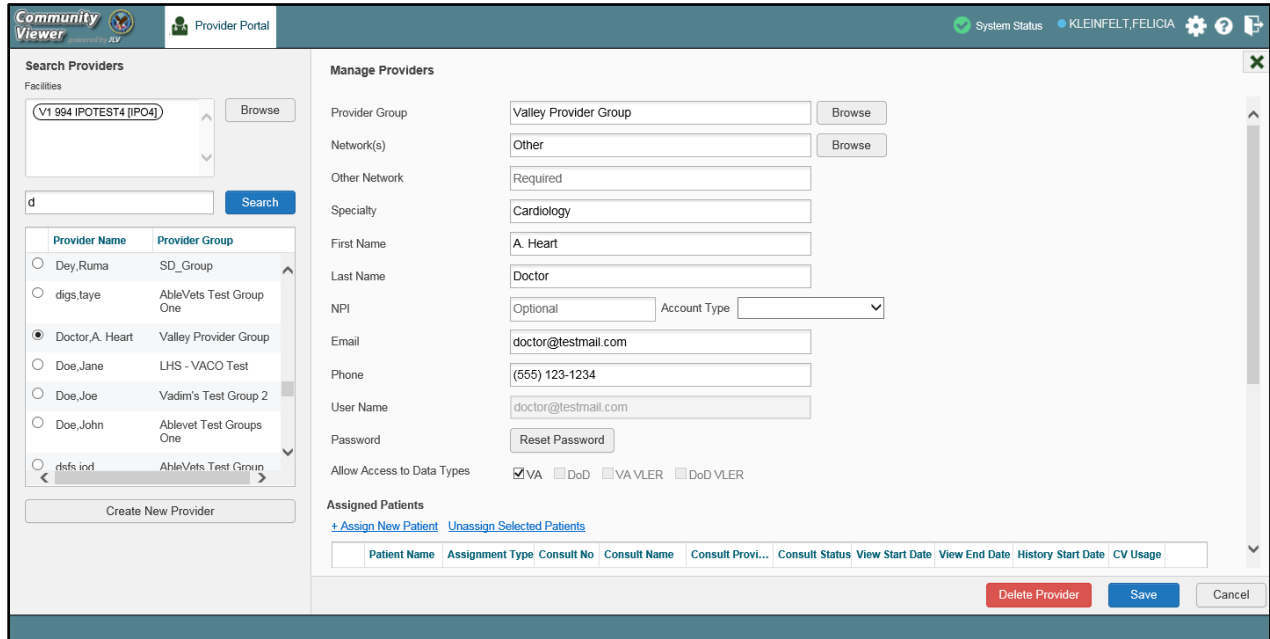 Community Viewer powered by JLV
Provider Portal
System Status
KLEINFELT,FELICIA
Search Providers
Facilities
V1 994 IPOTEST4 [IPO4]
Browse
d
Search
Provider Name Provider Group
Dey,Ruma SD_Group
digs,taye AbleVets Test Group
One
Doctor,A. Heart Valley Provider Group
Doe,Jane LHS - VACO Test
Doe,Joe Vadim's Test Group 2
Doe,John Ablevet Test Groups
One
dsfs,iod AbleVets Test Group
Create New Provider
Manage Providers
Provider Group Valley Provider Group Browse
Network(s) Other Browse
Other Network Required
Specialty Cardiology
First Name A. Heart
Last Name Doctor
NPI Optional Account Type
Email doctor@testmail.com
Phone (555) 123-1234
User Name doctor@testmail.com
Password Reset Password
Allow Access to Data Types VA DoD VA VLER DoD VLER
Assigned Patients
+ Assign New Patient Unassign Selected Patients
Patient Name Assignment Type Consult No Consult Name Consult Provi... Consult Status View Start Date View End Date History Start Date CV Usage
Delete Provider Save Cancel